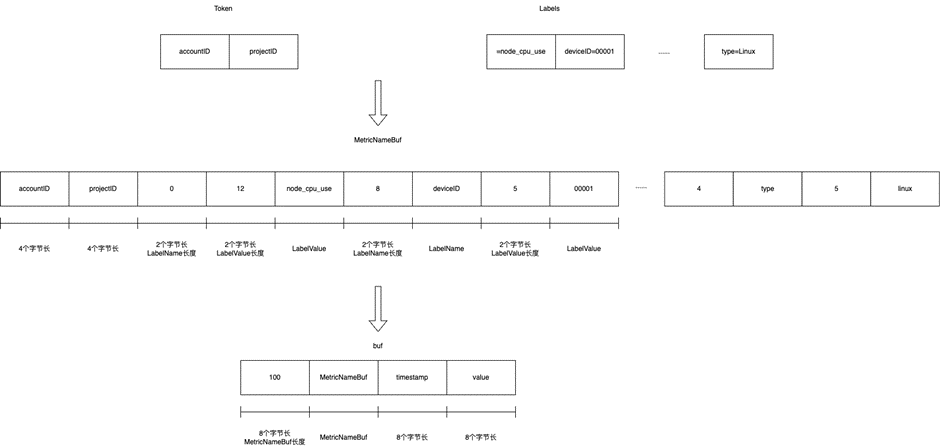 Token
Labels
accountID
projectID
=node_cpu_use
deviceID=00001
......
type=Linux
MetricNameBuf
accountID
projectID
0
12
node_cpu_use
8
deviceID
5
00001
......
4
type
5
linux
4个字节长
4个字节长
2个字节长
LabelName长度
2个字节长
LabelValue长度
LabelValue
2个字节长
LabelName长度
LabelName
2个字节长
LabelValue长度
LabelValue
buf
100
MetricNameBuf
timestamp
value
8个字节长
MetricNameBuf长度
MetricNameBuf
8个字节长
8个字节长